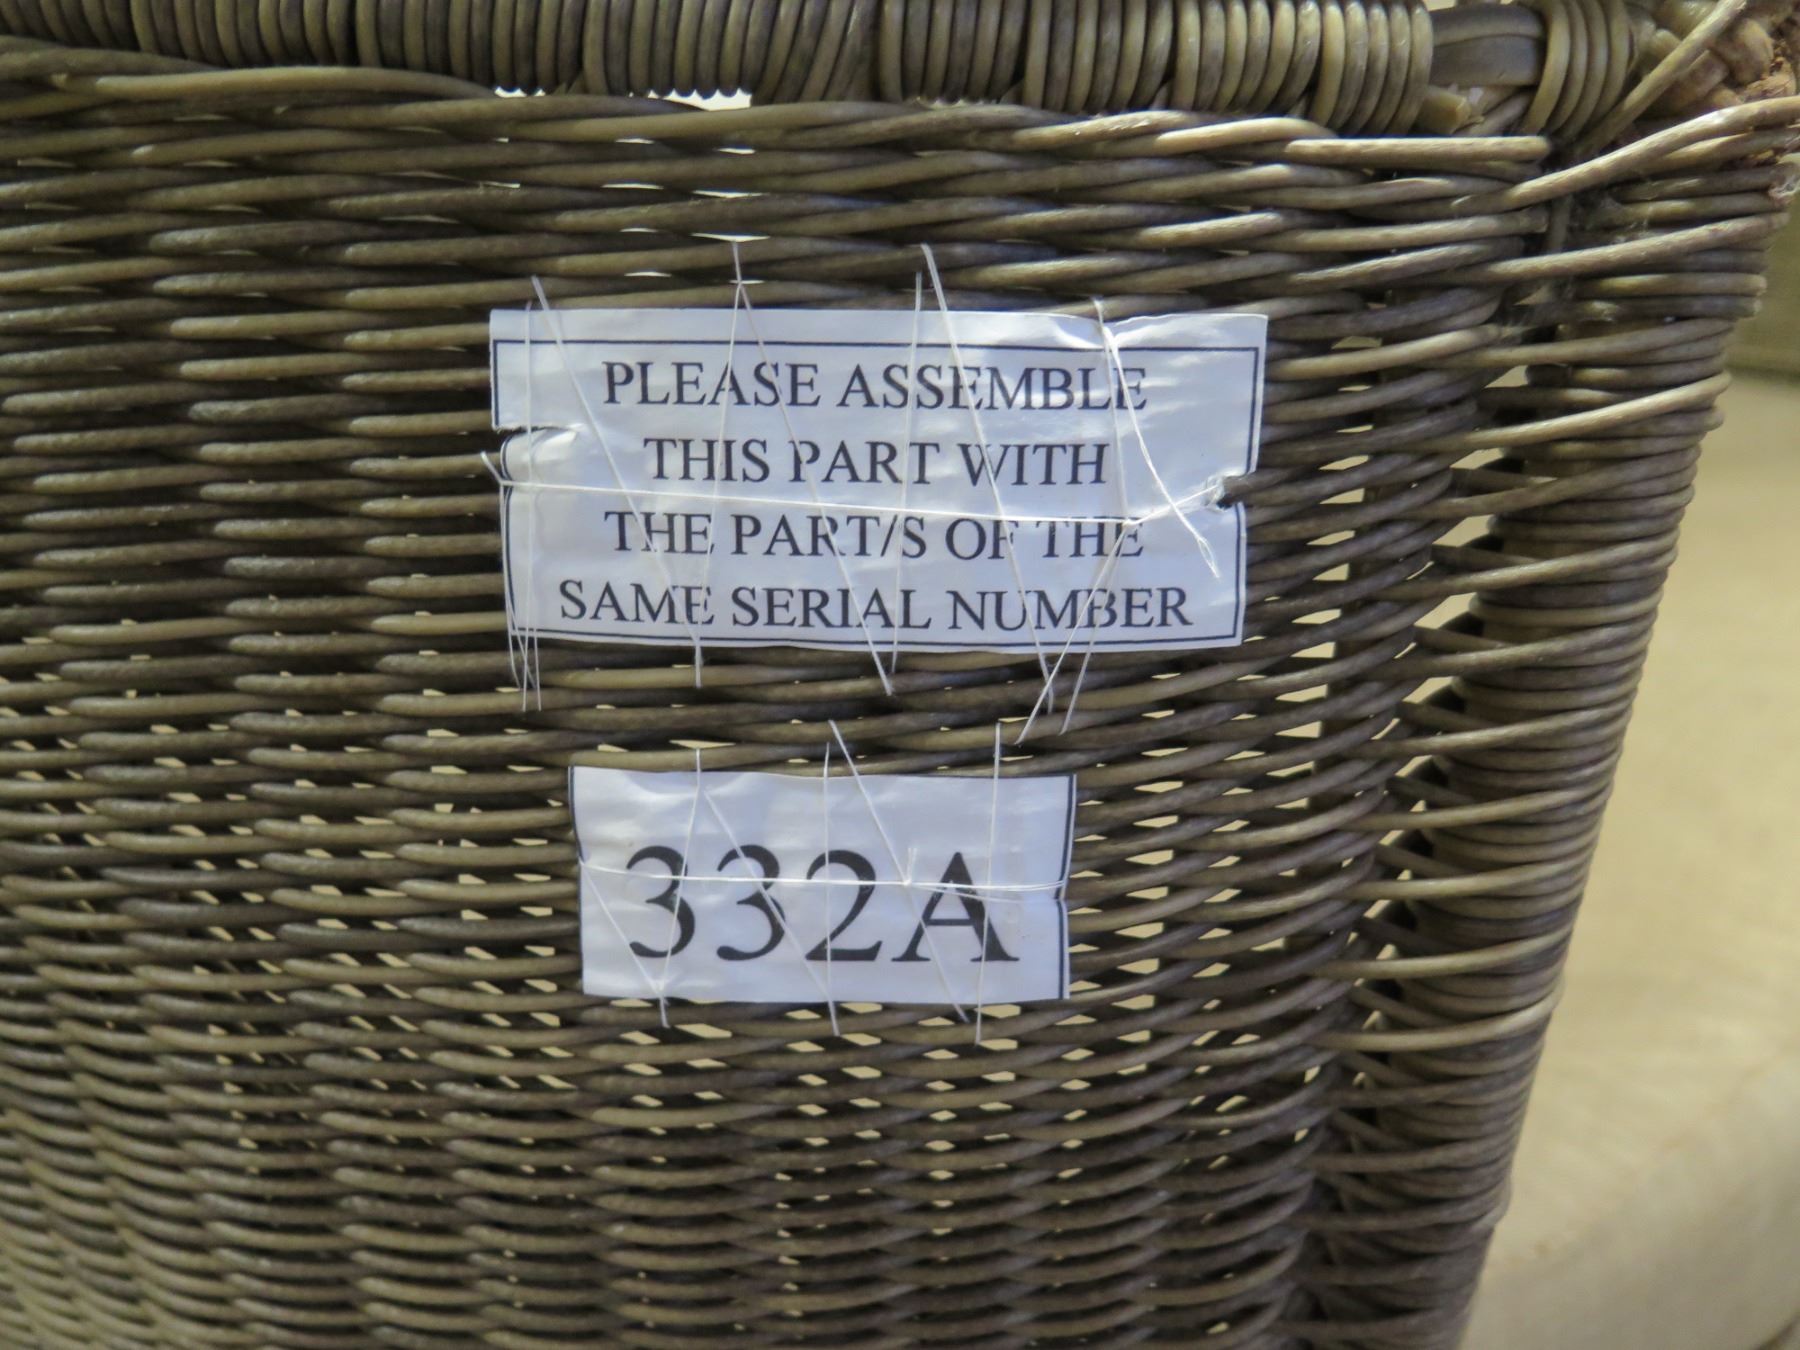 PLEASE ASSEMBLE
THIS PART WITH
THE PART/S OF THE
SAME SERIAL NUMBER
332A